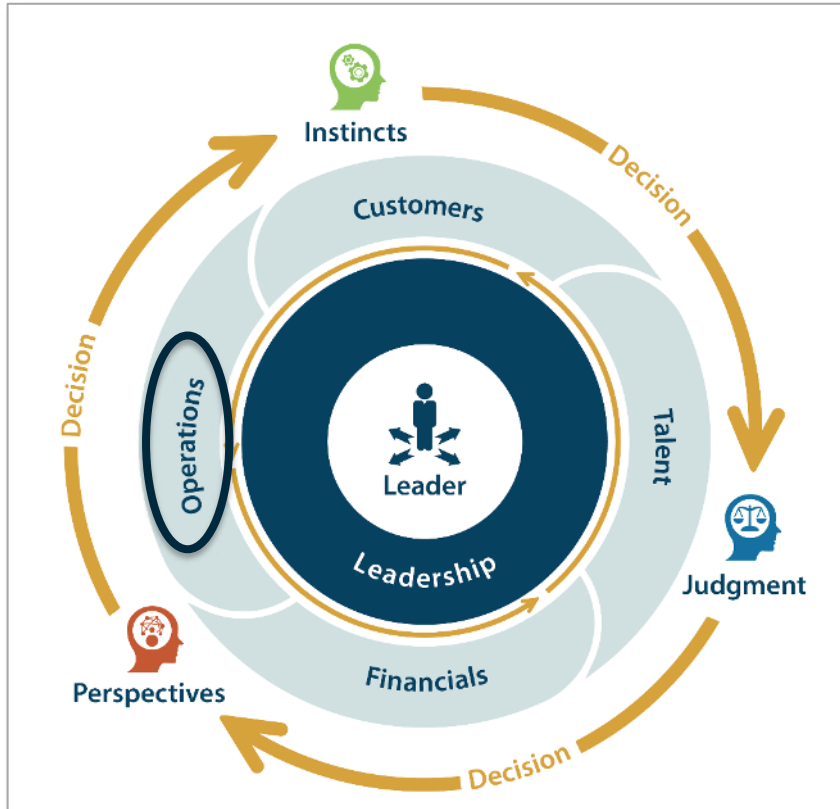 Instincts
Decision
Customers
Decision
Operations
Talent
Leader
Leadership
Judgment
Financials
Perspectives
Decision